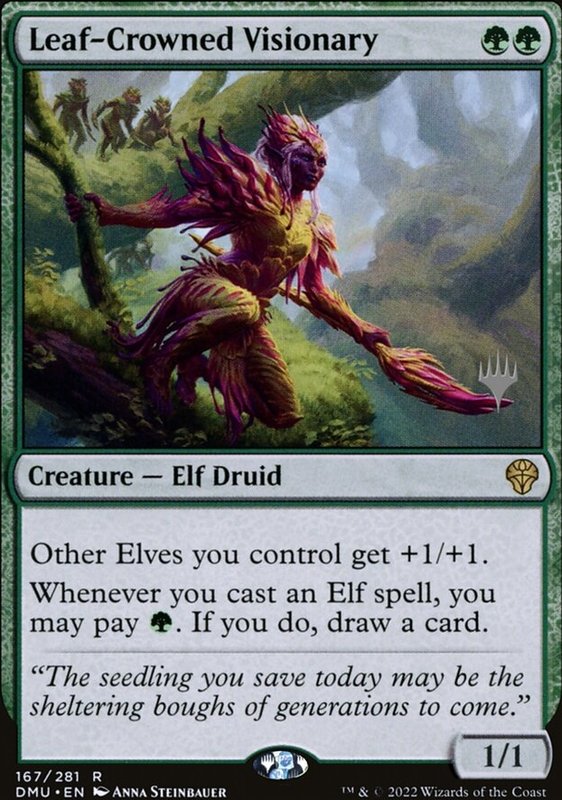 Leaf-Crowned Visionary
Creature — Elf Druid
Other Elves you control get +1/+1.
Whenever you cast an Elf spell, you
may pay. If you do, draw a card.
“The seedling you save today may be the
sheltering boughs of generations to come.”
1/1
167/281 R
DMU • EN Anna Steinbauer
™ & © 2022 Wizards of the Coast